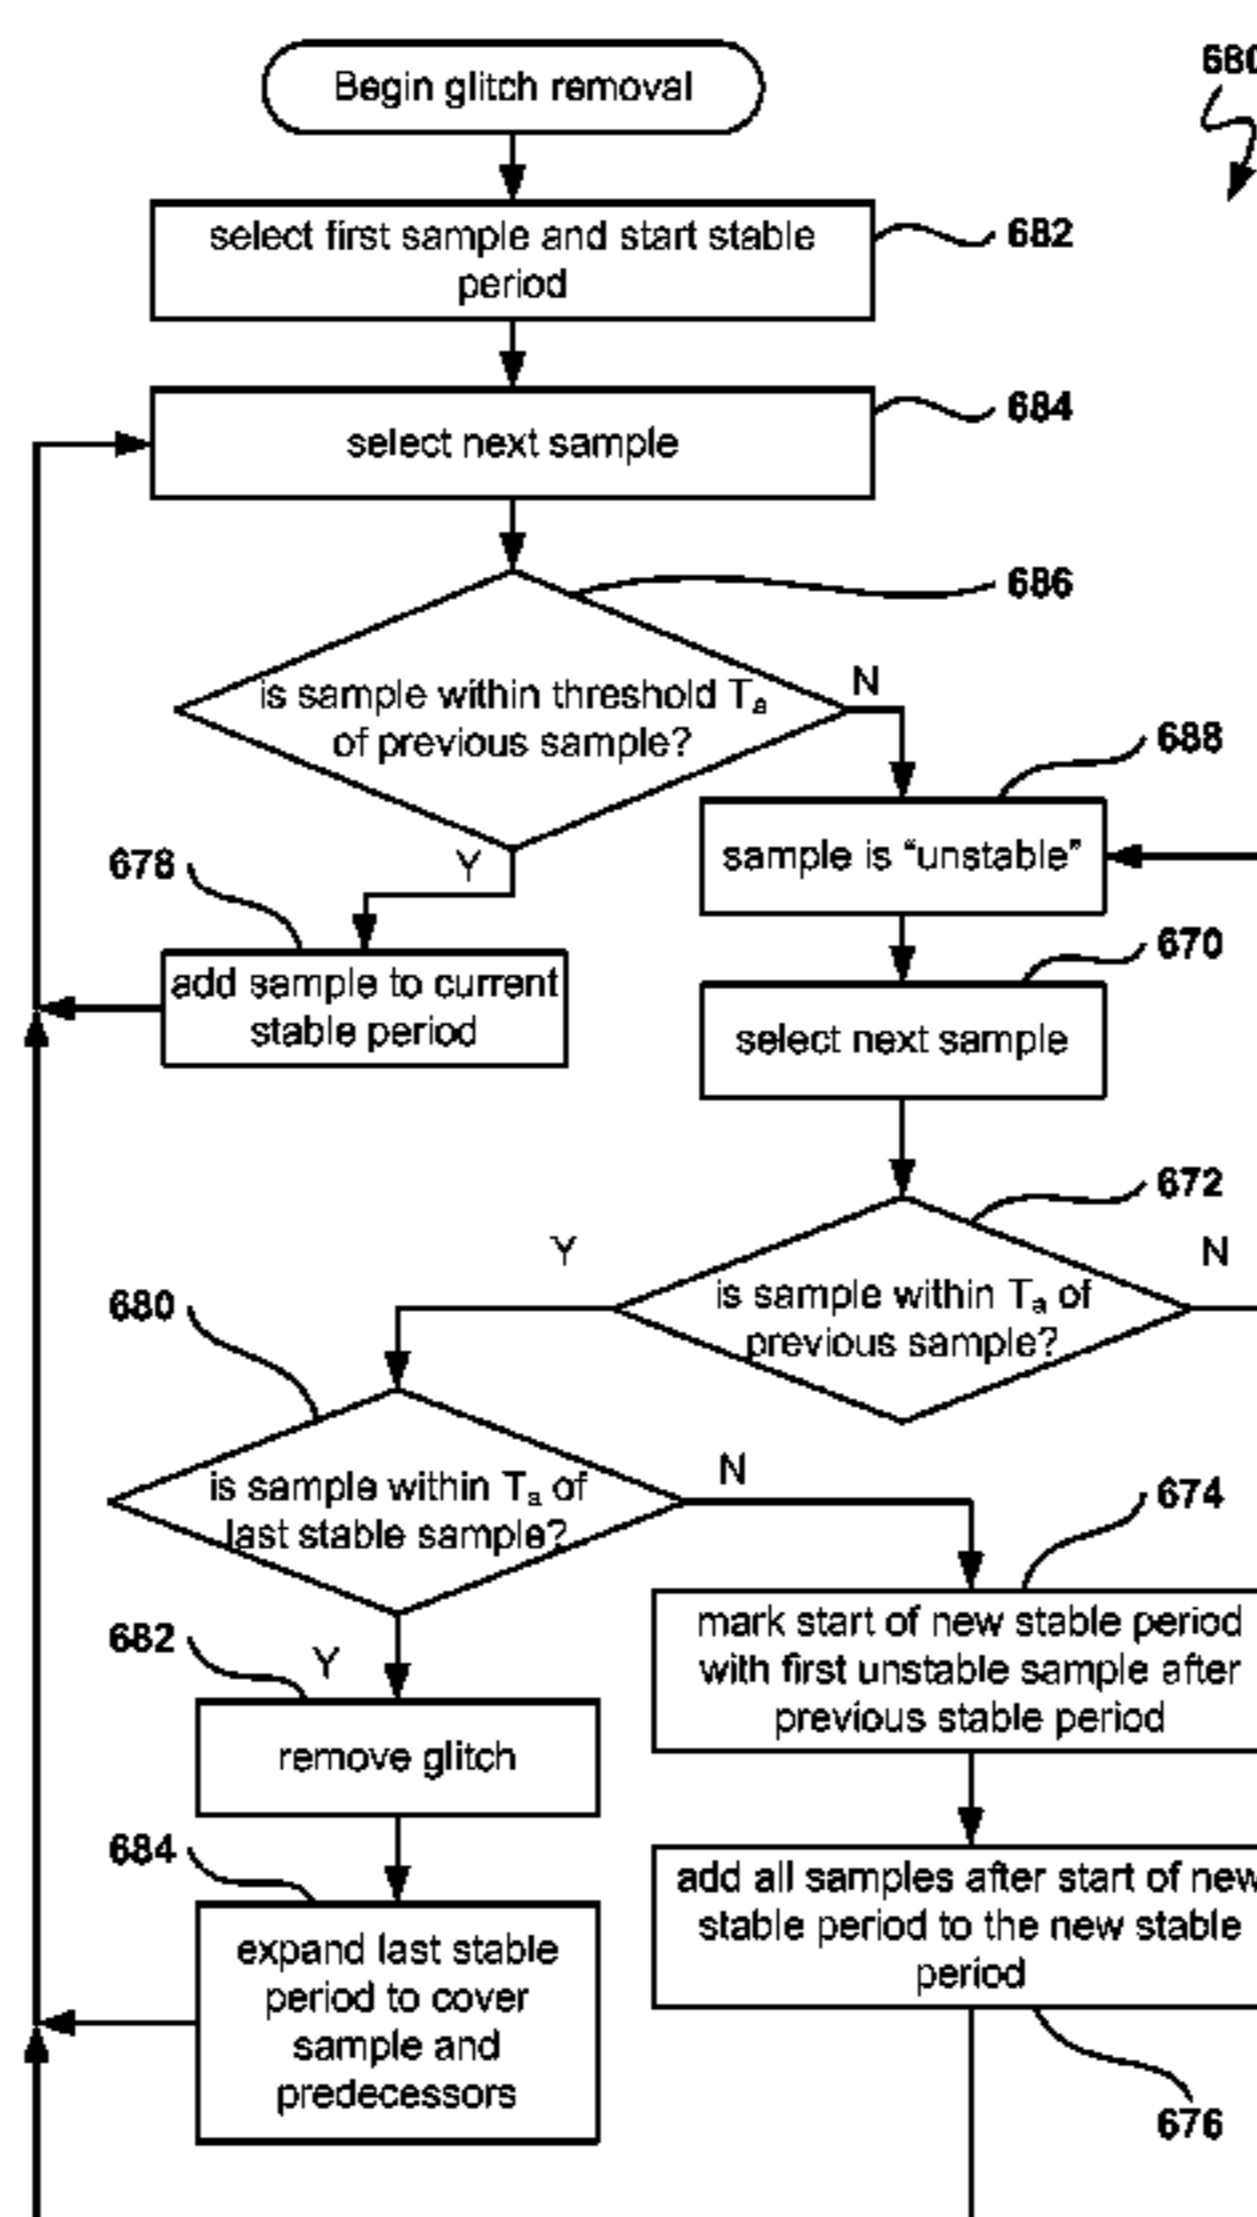 Begin glitch removal
680
select first sample and start stable
period
682
select next sample
684
686
is sample within threshold Ta
of previous sample?
N
688
sample is “unstable”
Y
678
add sample to current
stable period
670
select next sample
672
is sample within Ta of
previous sample?
Y
N
680
is sample within Ta of
last stable sample?
N
674
mark start of new stable period
with first unstable sample after
previous stable period
682
Y
remove glitch
684
expand last stable
period to cover
sample and
predecessors
add all samples after start of new
stable period to the new stable
period
676